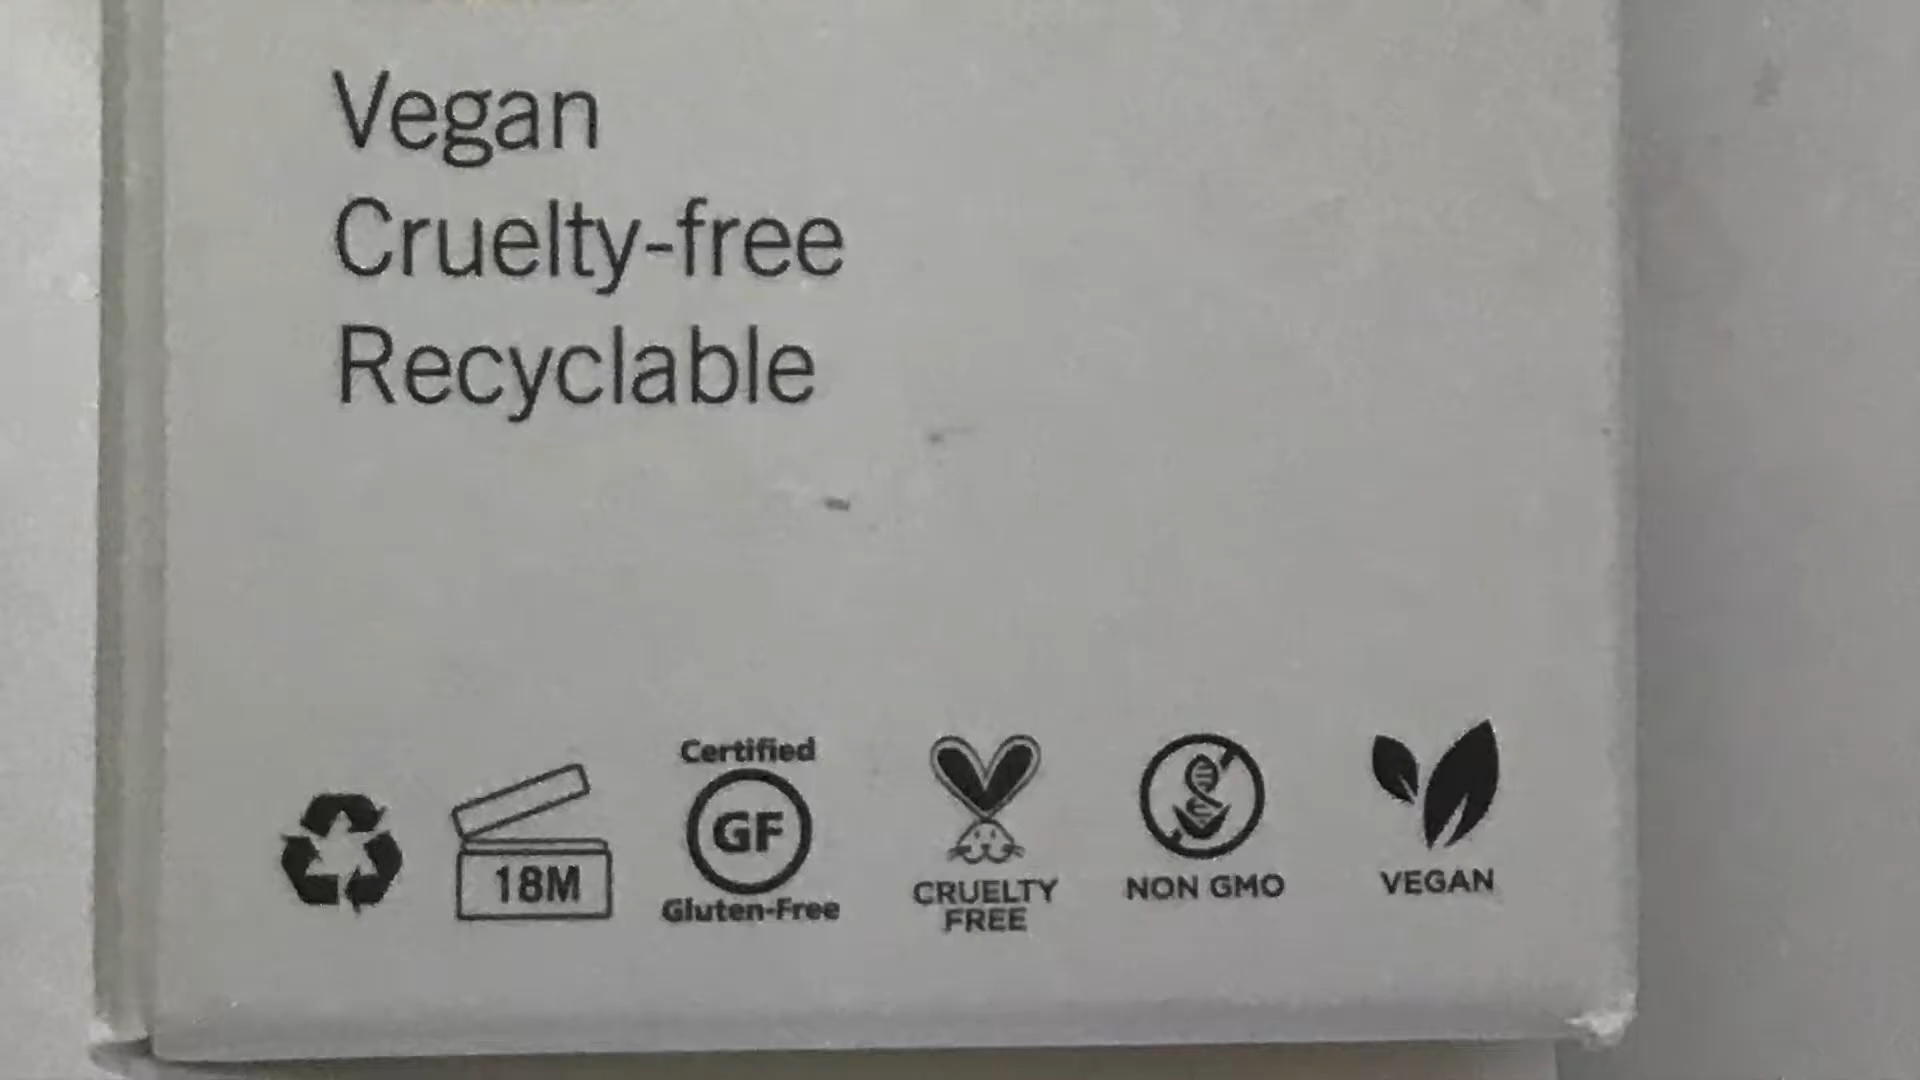 Vegan
Cruelty-free
Recyclable
18M
Certified
GF
Gluten-Free
CRUELTY
FREE
NON GMO
VEGAN